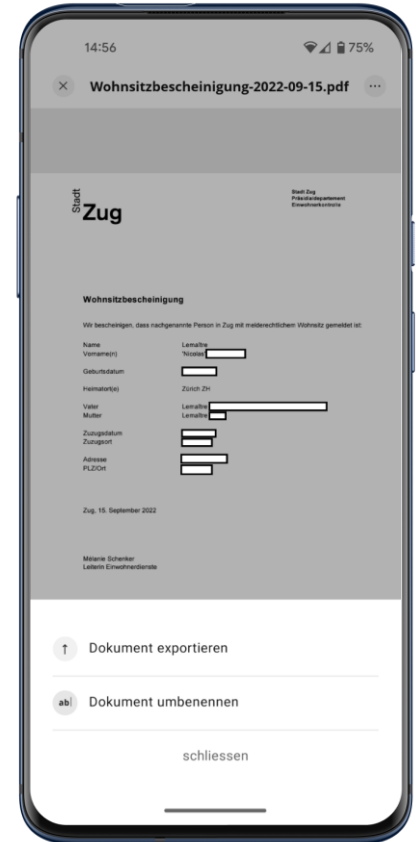 14:56
75%
Wohnsitzbescheinigung-2022-09-15.pdf
Stadt
Zug
Stadt Zug
Präsidialdepartement
Einwohnerkontrolle
Wohnsitzbescheinigung
Wir bescheinigen, dass nachgenannte Person in Zug mit melderechtlichem Wohnsitz gemeldet ist:
Name Lemaître
Vorname(n) 'Nicolas'
Geburtsdatum
Heimatort(e) Zürich ZH
Vater Lemaître
Mutter Lemaître
Zuzugsdatum
Zuzugsort
Adresse
PLZ/Ort
Zug, 15. September 2022
Mélanie Schenker
Leiterin Einwohnerdienste
Dokument exportieren
ab| Dokument umbenennen
schliessen